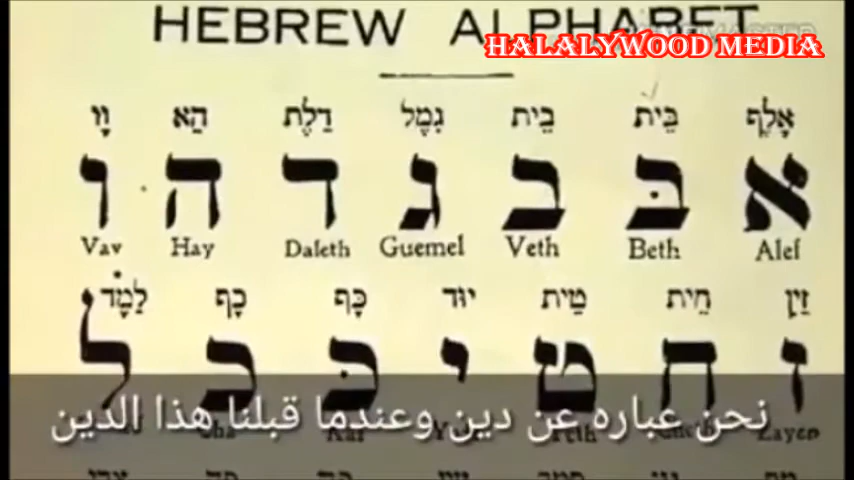 HEBREW ALPHABET
HALALYWOOD MEDIA
אָלֶף בֵּית בֵית גִמֶל דַלֶת הַא וָו
א בּ ב ג ד ה ו
Alef Beth Veth Guemel Daleth Hay Vav
זַיִן חֵית טֵית יוּד כָּף כָף לַמֶד
ז ח ט י כּ כ ל
نحن عباره عن دين وعندما قبلنا هذا الدين